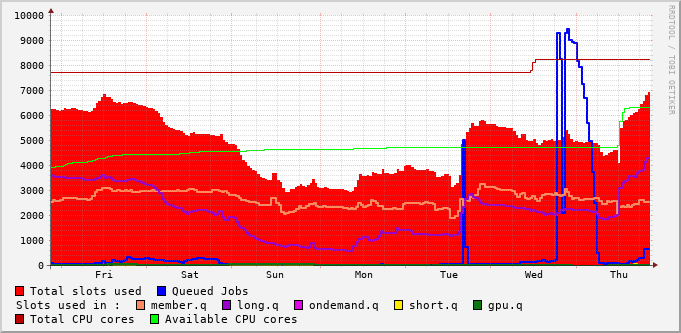 RRDTOOL / TOBI OETIKER
10000
9000
8000
7000
6000
5000
4000
3000
2000
1000
0
Fri Sat Sun Mon Tue Wed Thu
Total slots used Queued Jobs
Slots used in : member.q long.q ondemand.q short.q gpu.q
Total CPU cores Available CPU cores